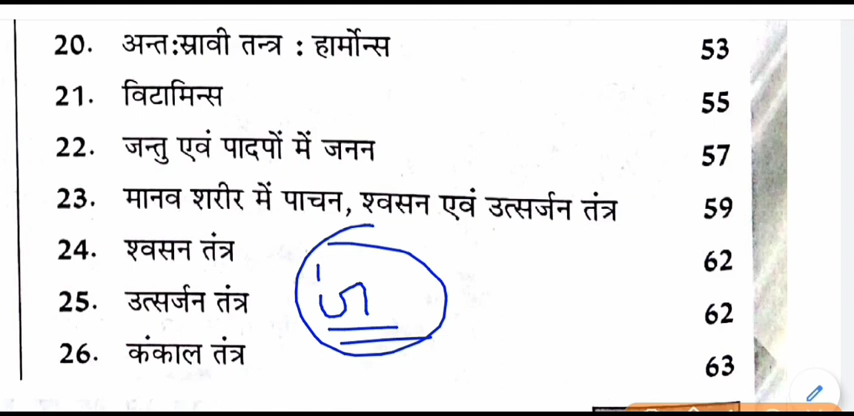 20. अन्त:स्रावी तन्त्र : हार्मोन्स 53
21. विटामिन्स 55
22. जन्तु एवं पादपों में जनन 57
23. मानव शरीर में पाचन, श्वसन एवं उत्सर्जन तंत्र 59
24. श्वसन तंत्र 62
25. उत्सर्जन तंत्र 62
26. कंकाल तंत्र 63